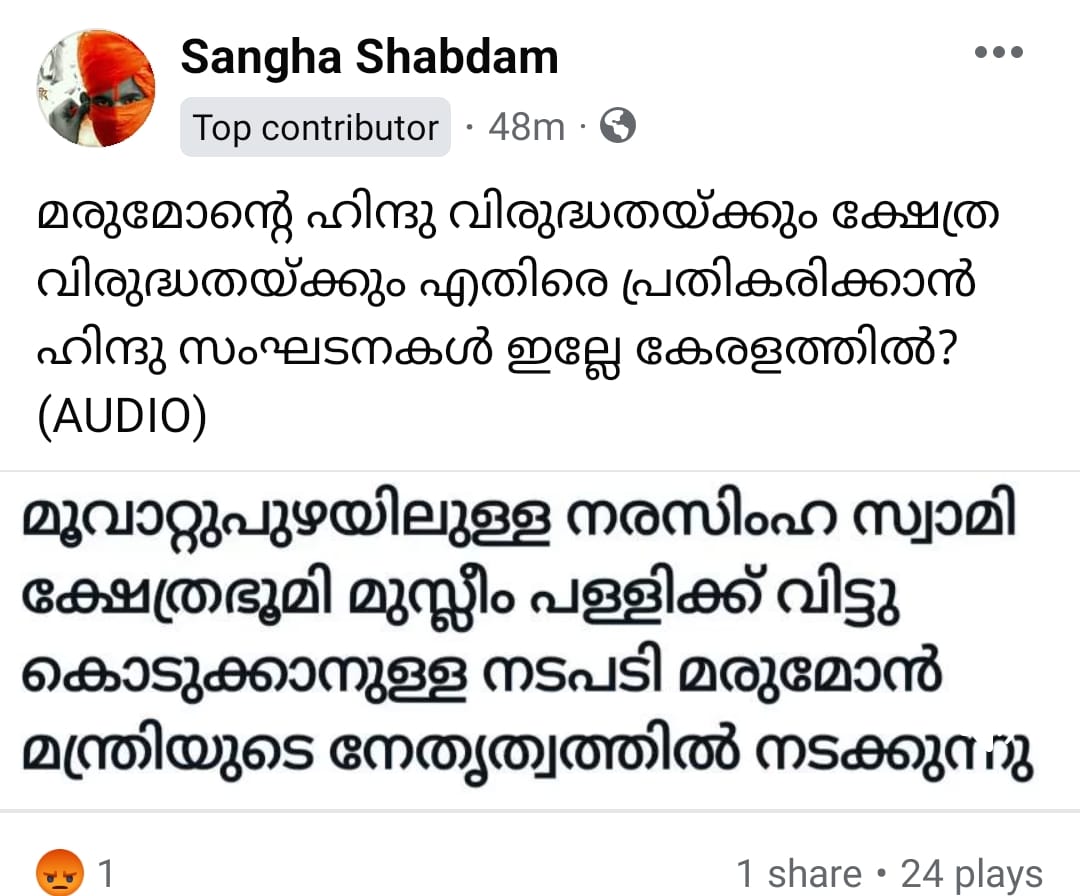 Sangha Shabdam
Top contributor · 48m ·
മരുമോന്റെ ഹിന്ദു വിരുദ്ധതയ്ക്കും ക്ഷേത്ര
വിരുദ്ധതയ്ക്കും എതിരെ പ്രതികരിക്കാൻ
ഹിന്ദു സംഘടനകൾ ഇല്ലേ കേരളത്തിൽ?
(AUDIO)
മൂവാറ്റുപുഴയിലുള്ള നരസിംഹ സ്വാമി
ക്ഷേത്രഭൂമി മുസ്ലീം പള്ളിക്ക് വിട്ടു
കൊടുക്കാനുള്ള നടപടി മരുമോൻ
മന്ത്രിയുടെ നേതൃത്വത്തിൽ നടക്കുന്നു
1 1 share • 24 plays